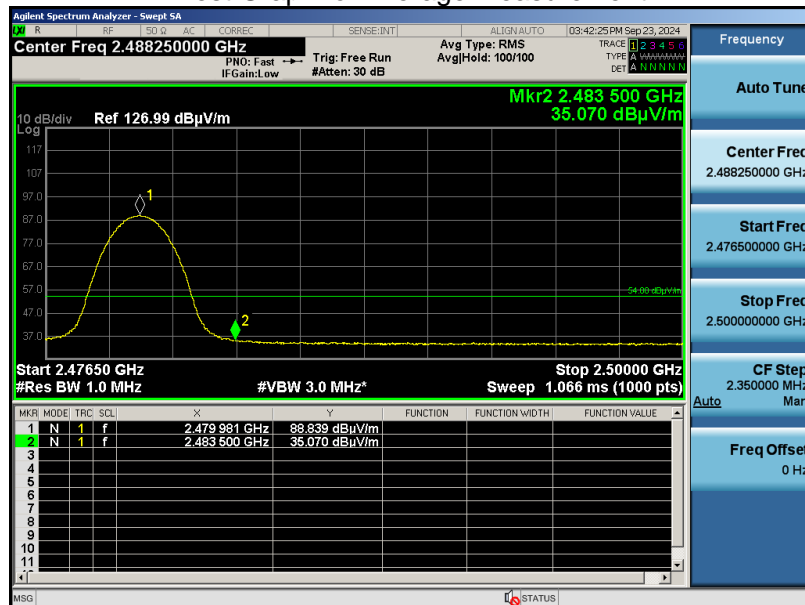 Agilent Spectrum Analyzer - Swept SA
LXI R RF 50 Ω AC CORREC SENSE:INT ALIGN AUTO 03:42:25 PM Sep 23, 2024
Center Freq 2.488250000 GHz
PNO: Fast
IFGain:Low
Trig: Free Run
#Atten: 30 dB
Avg Type: RMS
Avg|Hold: 100/100
TRACE 1 2 3 4 5 6
TYPE A WWWWW
DET A N N N N N
Mkr2 2.483 500 GHz
35.070 dBµV/m
10 dB/div Ref 126.99 dBµV/m
Log
117
107
97.0
87.0
77.0
67.0
57.0
47.0
37.0
1
2
54.00 dBµV/m
Start 2.47650 GHz Stop 2.50000 GHz
#Res BW 1.0 MHz #VBW 3.0 MHz* Sweep 1.066 ms (1000 pts)
MKR MODE TRC SCL X Y FUNCTION FUNCTION WIDTH FUNCTION VALUE
1 N 1 f 2.479 981 GHz 88.839 dBµV/m
2 N 1 f 2.483 500 GHz 35.070 dBµV/m
3
4
5
6
7
8
9
10
11
MSG STATUS
Frequency
Auto Tune
Center Freq
2.488250000 GHz
Start Freq
2.476500000 GHz
Stop Freq
2.500000000 GHz
CF Step
2.350000 MHz
Auto Man
Freq Offset
0 Hz